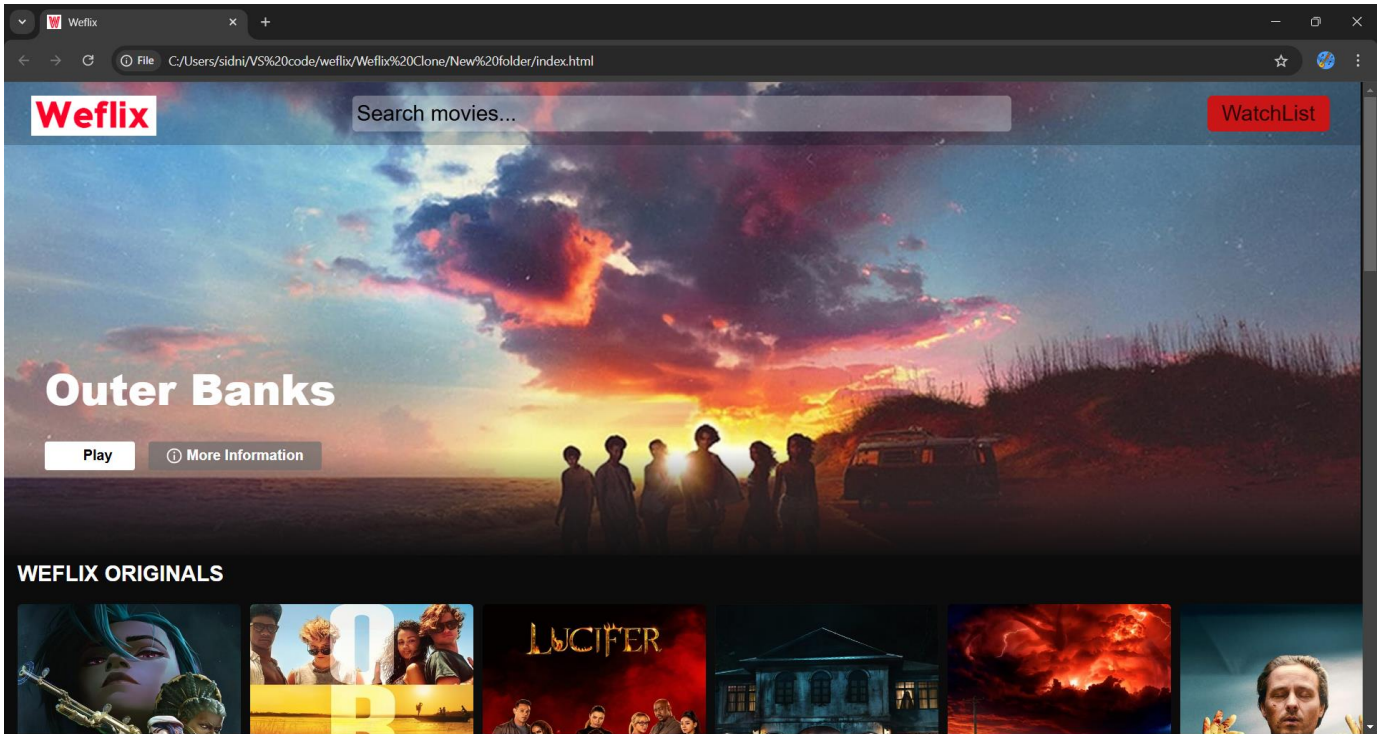 Weflix
File C:/Users/sidni/VS%20code/weflix/Weflix%20Clone/New%20folder/index.html
Weflix Search movies... WatchList
Outer Banks
Play More Information
WEFLIX ORIGINALS
O
B
LUCIFER